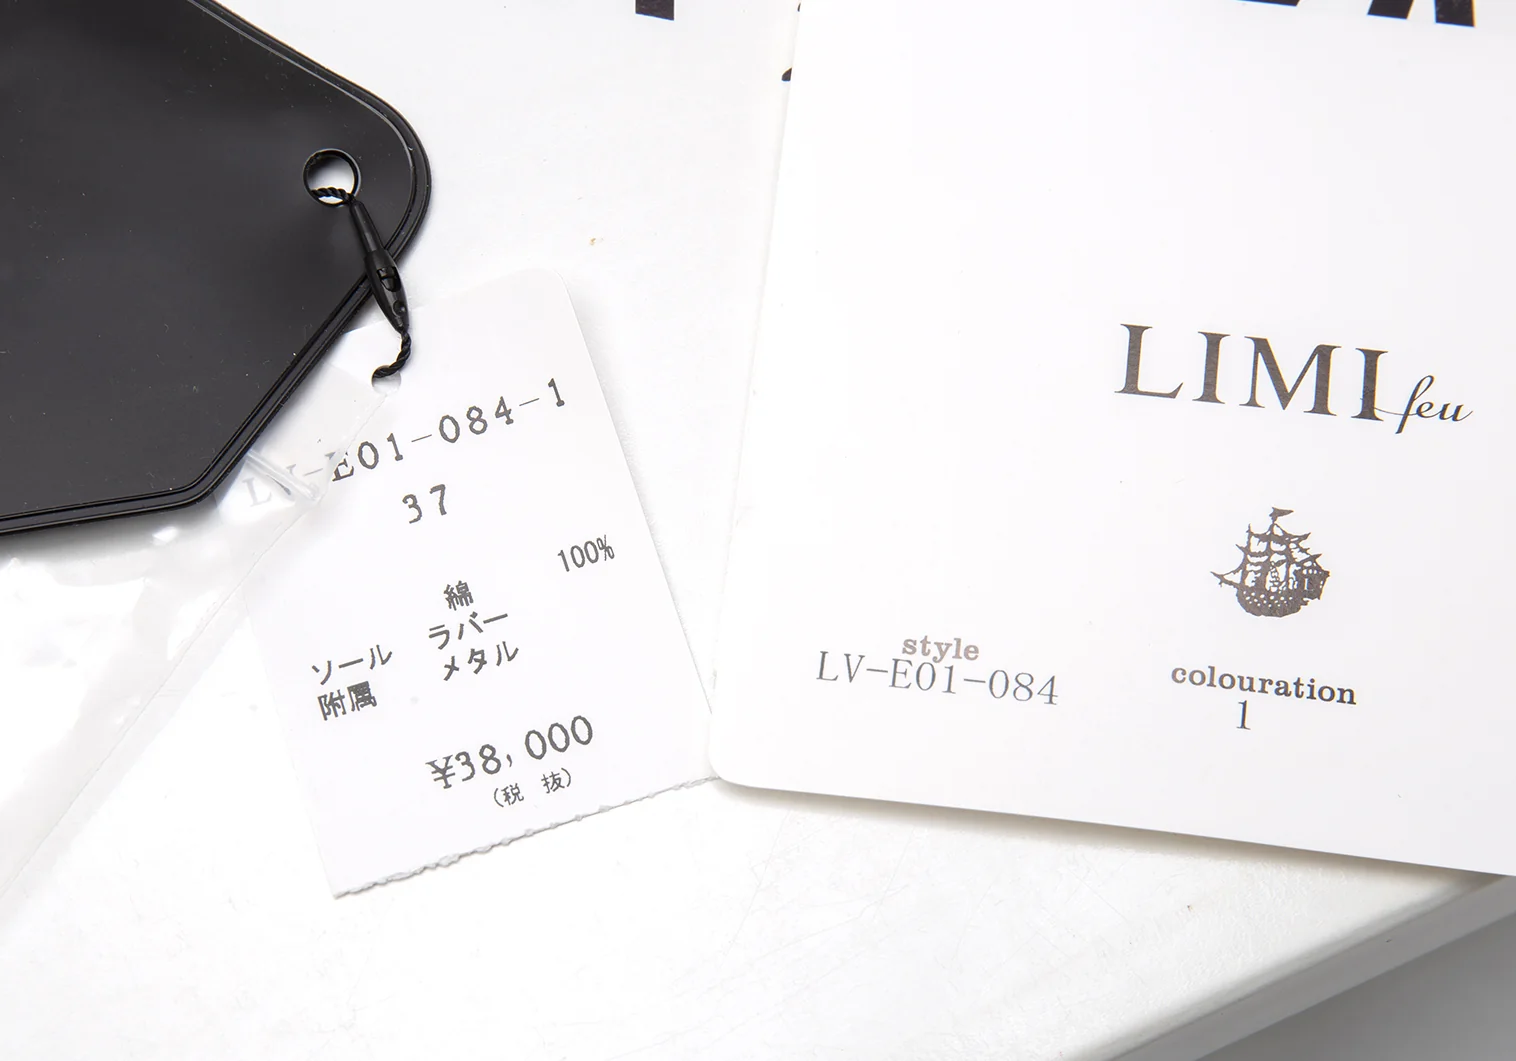 LV-E01-084-1
37
綿 100%
ソール ラバー
附属 メタル
¥38,000
(税 抜)
LIMI feu
style
LV-E01-084
colouration
1